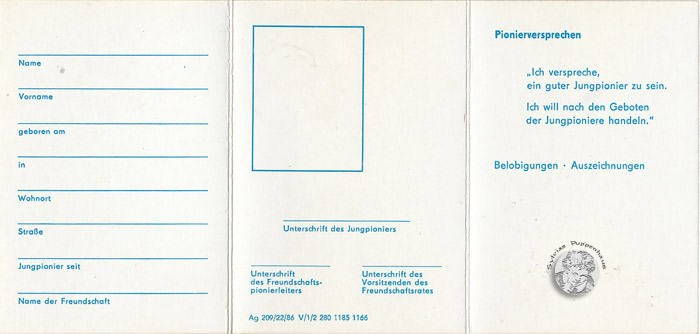 Name
Vorname
geboren am
in
Wohnort
Straße
Jungpionier seit
Name der Freundschaft
Unterschrift des Jungpioniers
Unterschrift
des Freundschafts-
pionierleiters
Unterschrift des
Vorsitzenden des
Freundschaftsrates
Ag 209/22/86 V/1/2 280 1185 1166
Pionierversprechen
„Ich verspreche,
ein guter Jungpionier zu sein.
Ich will nach den Geboten
der Jungpioniere handeln.“
Belobigungen · Auszeichnungen
Sylvias Puppenhaus